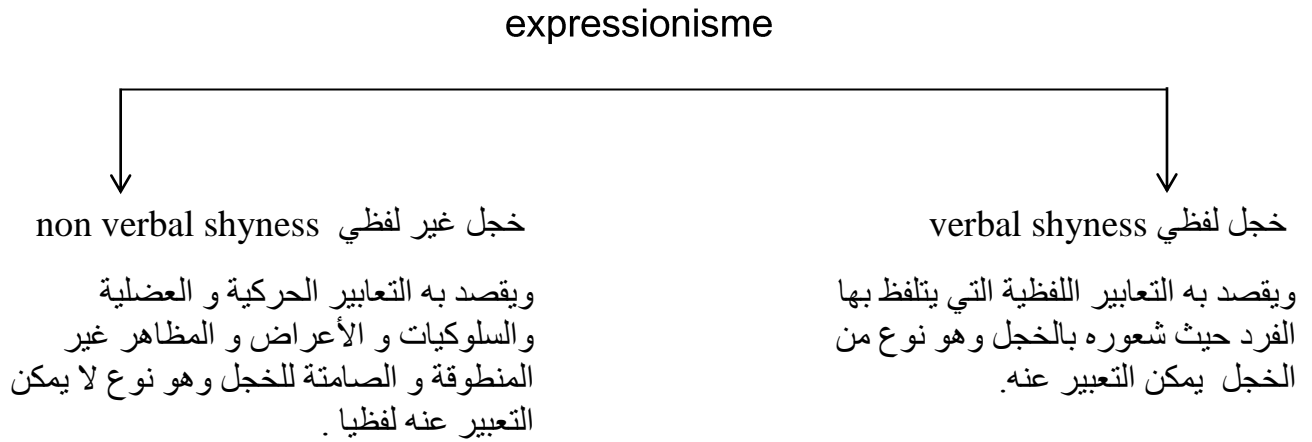 expressionisme
خجل لفظي verbal shyness
ويقصد به التعابير اللفظية التي يتلفظ بها
الفرد حيث شعوره بالخجل وهو نوع من
الخجل يمكن التعبير عنه.
خجل غير لفظي non verbal shyness
ويقصد به التعابير الحركية و العضلية
والسلوكيات و الأعراض و المظاهر غير
المنطوقة و الصامتة للخجل وهو نوع لا يمكن
التعبير عنه لفظيا .